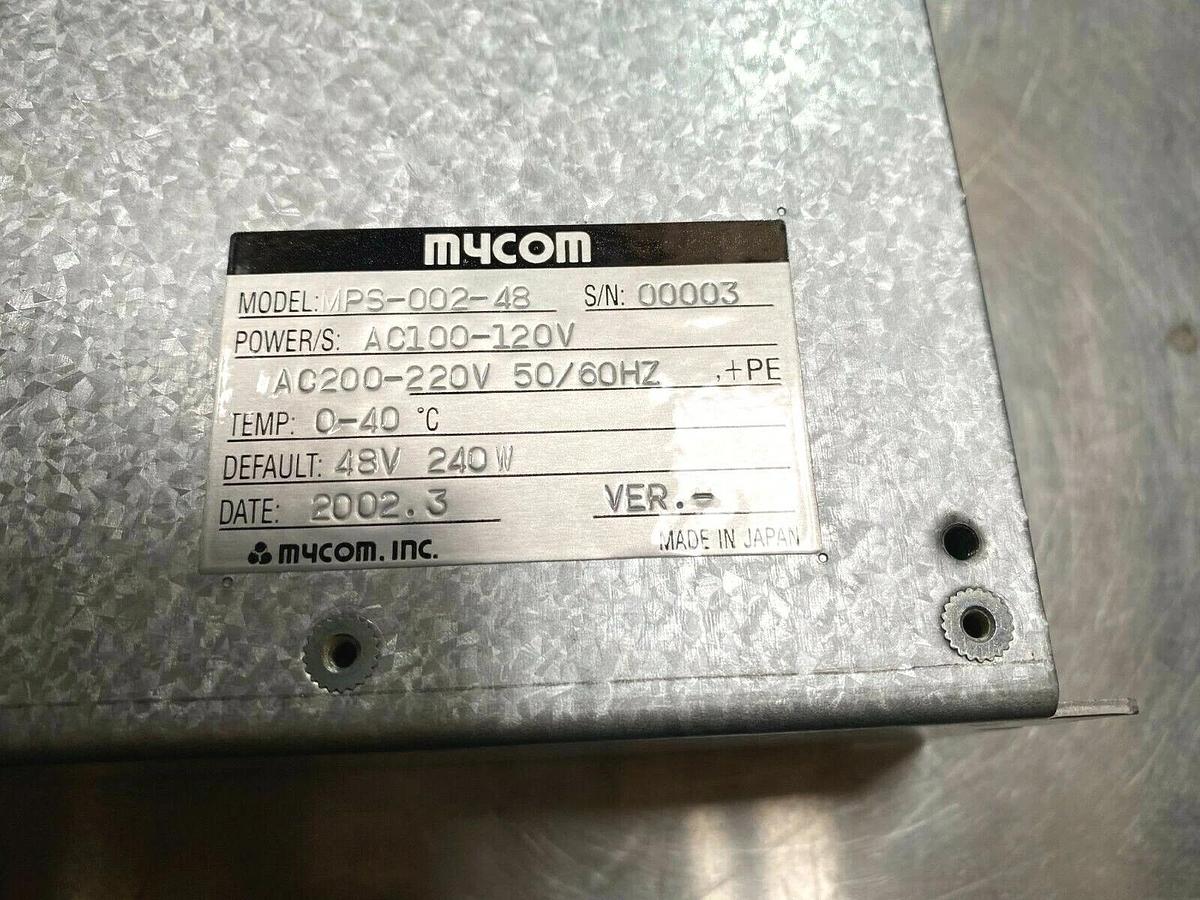 mycom
MODEL: MPS-002-48 S/N: 00003
POWER/S: AC100-120V
AC200-220V 50/60HZ ,+PE
TEMP: 0-40 °C
DEFAULT: 48V 240W
DATE: 2002.3 VER.-
mycom. inc. MADE IN JAPAN